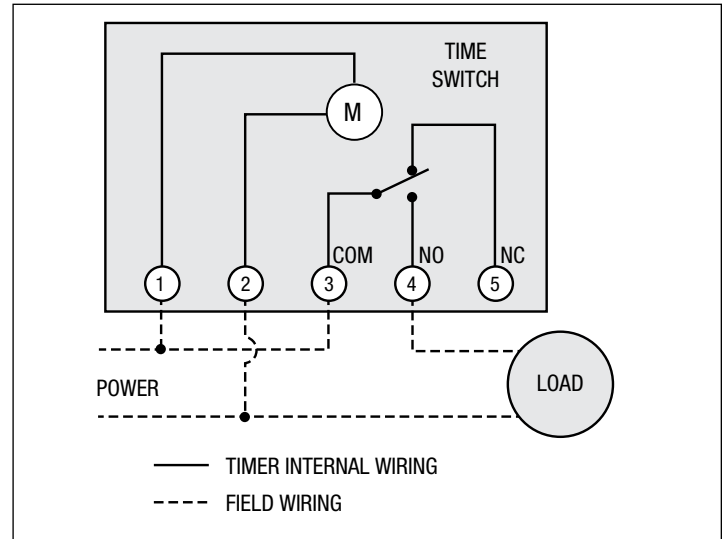 TIME
SWITCH
M
COM NO NC
1 2 3 4 5
POWER
LOAD
TIMER INTERNAL WIRING
FIELD WIRING